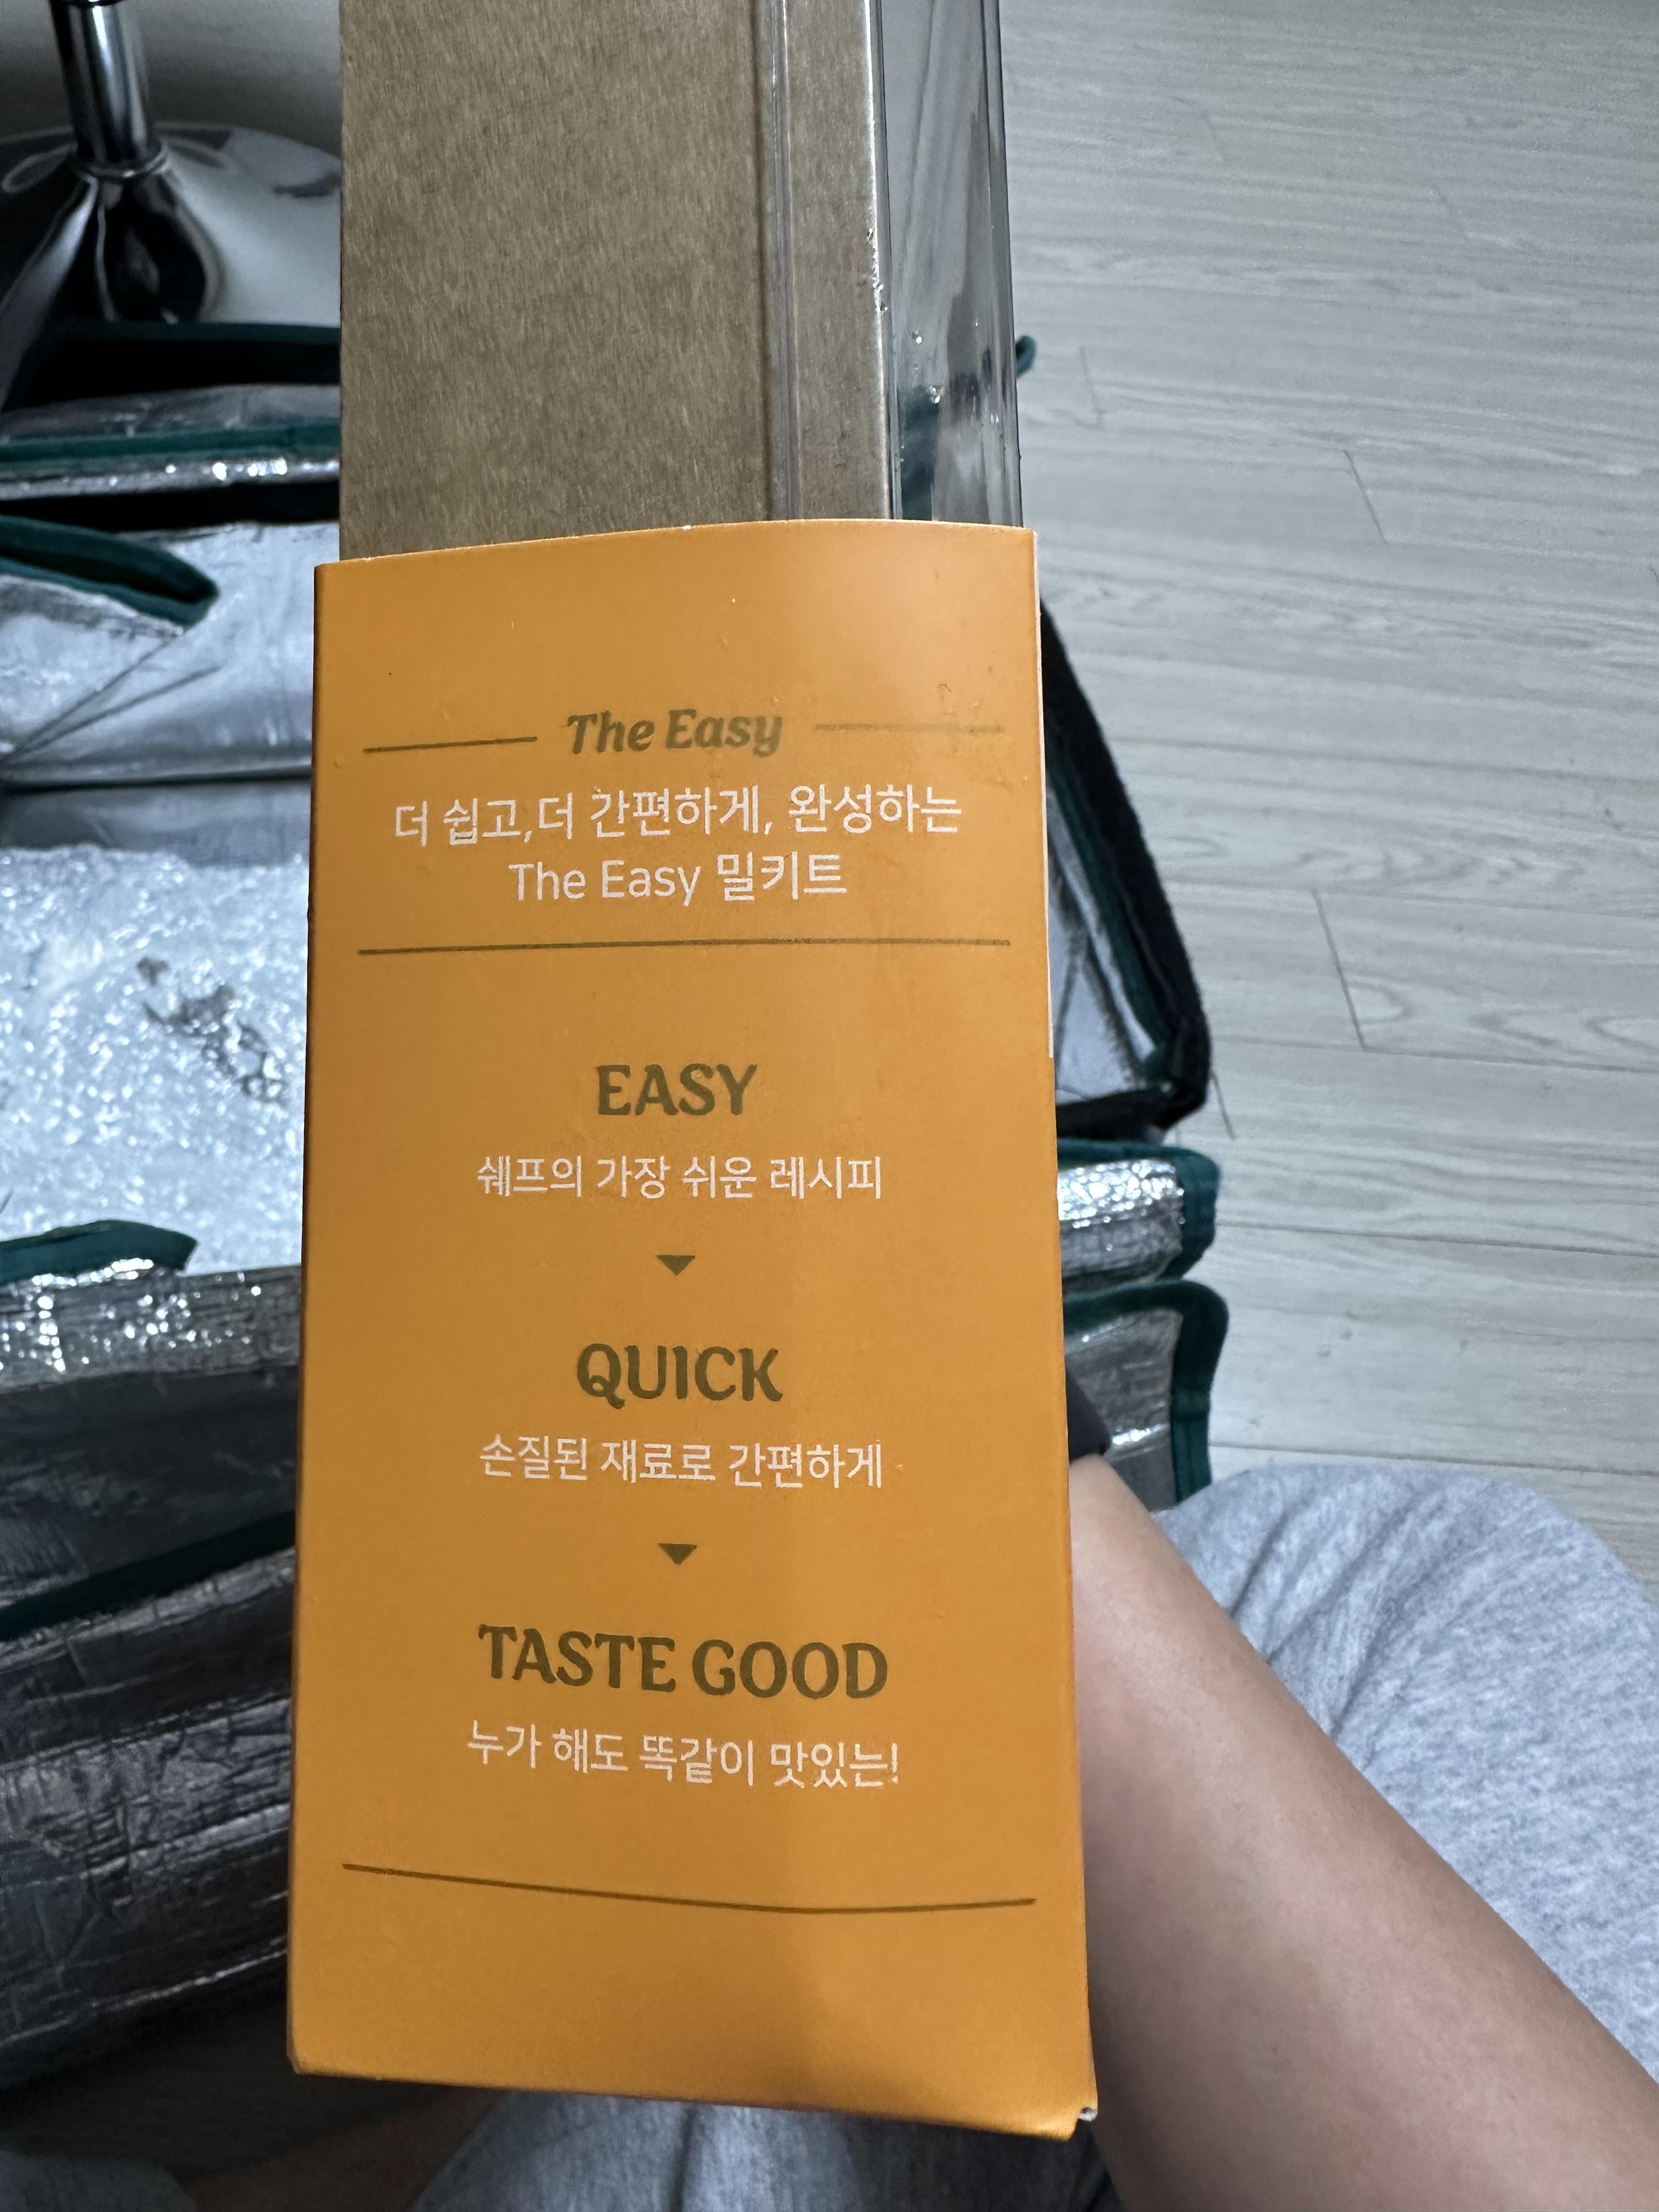 The Easy
더 쉽고,더 간편하게, 완성하는
The Easy 밀키트
EASY
쉐프의 가장 쉬운 레시피
QUICK
손질된 재료로 간편하게
TASTE GOOD
누가 해도 똑같이 맛있는!